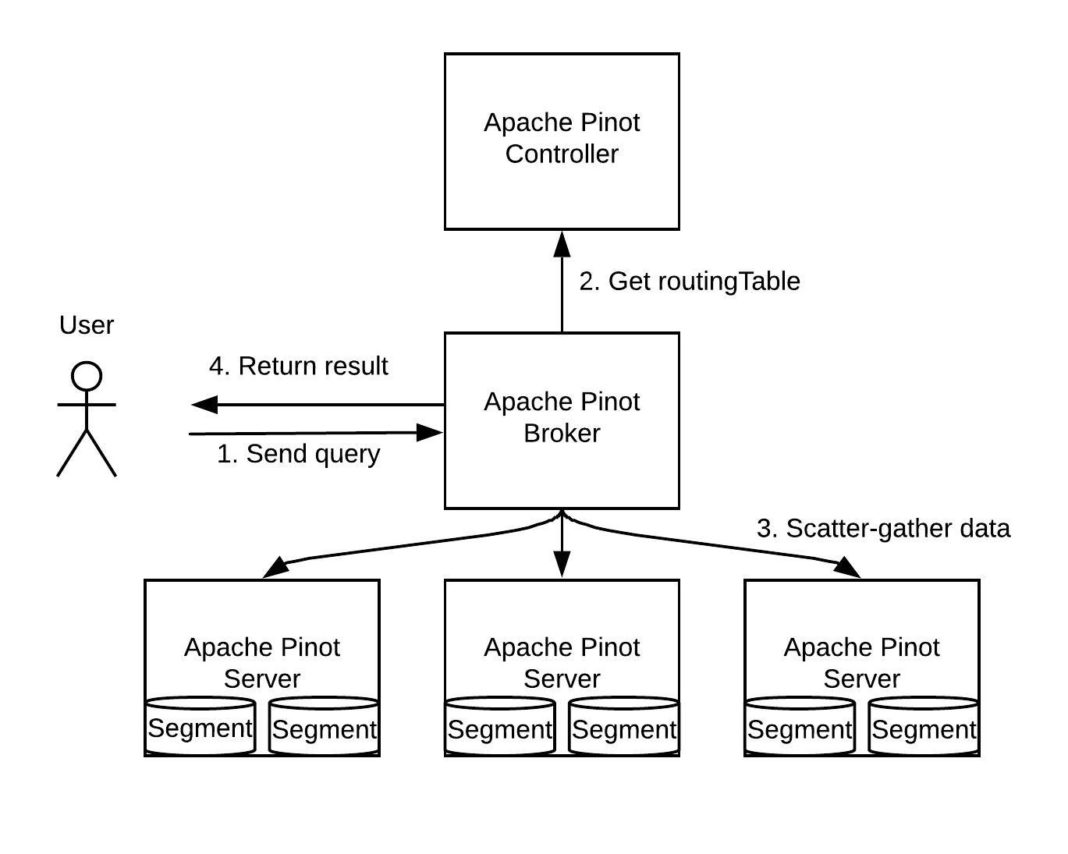 Apache Pinot
Controller
2. Get routingTable
User
4. Return result
Apache Pinot
Broker
1. Send query
3. Scatter-gather data
Apache Pinot
Server
Segment
Segment
Apache Pinot
Server
Segment
Segment
Apache Pinot
Server
Segment
Segment